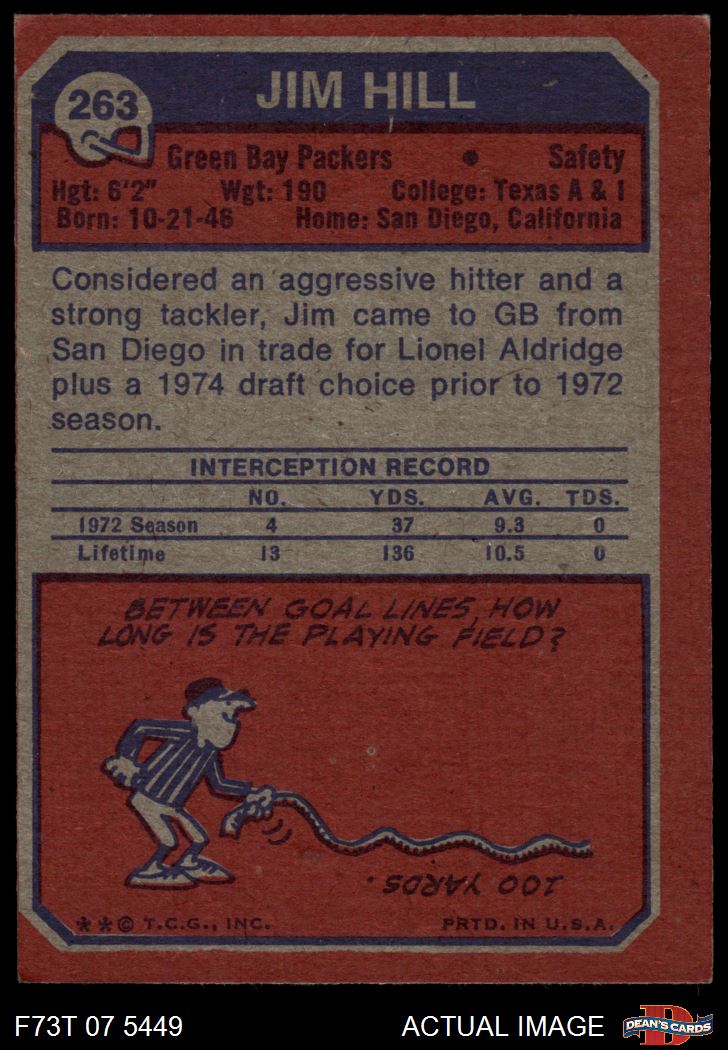 263
JIM HILL
Green Bay Packers • Safety
Hgt: 6'2" Wgt: 190 College: Texas A & I
Born: 10-21-46 Home: San Diego, California
Considered an aggressive hitter and a
strong tackler, Jim came to GB from
San Diego in trade for Lionel Aldridge
plus a 1974 draft choice prior to 1972
season.
INTERCEPTION RECORD
NO. YDS. AVG. TDS.
1972 Season 4 37 9.3 0
Lifetime 13 136 10.5 0
BETWEEN GOAL LINES, HOW
LONG IS THE PLAYING FIELD?
100 YARDS.
**© T.C.G., INC. PRTD. IN U.S.A.
F73T 07 5449 ACTUAL IMAGE D DEAN'S CARDS